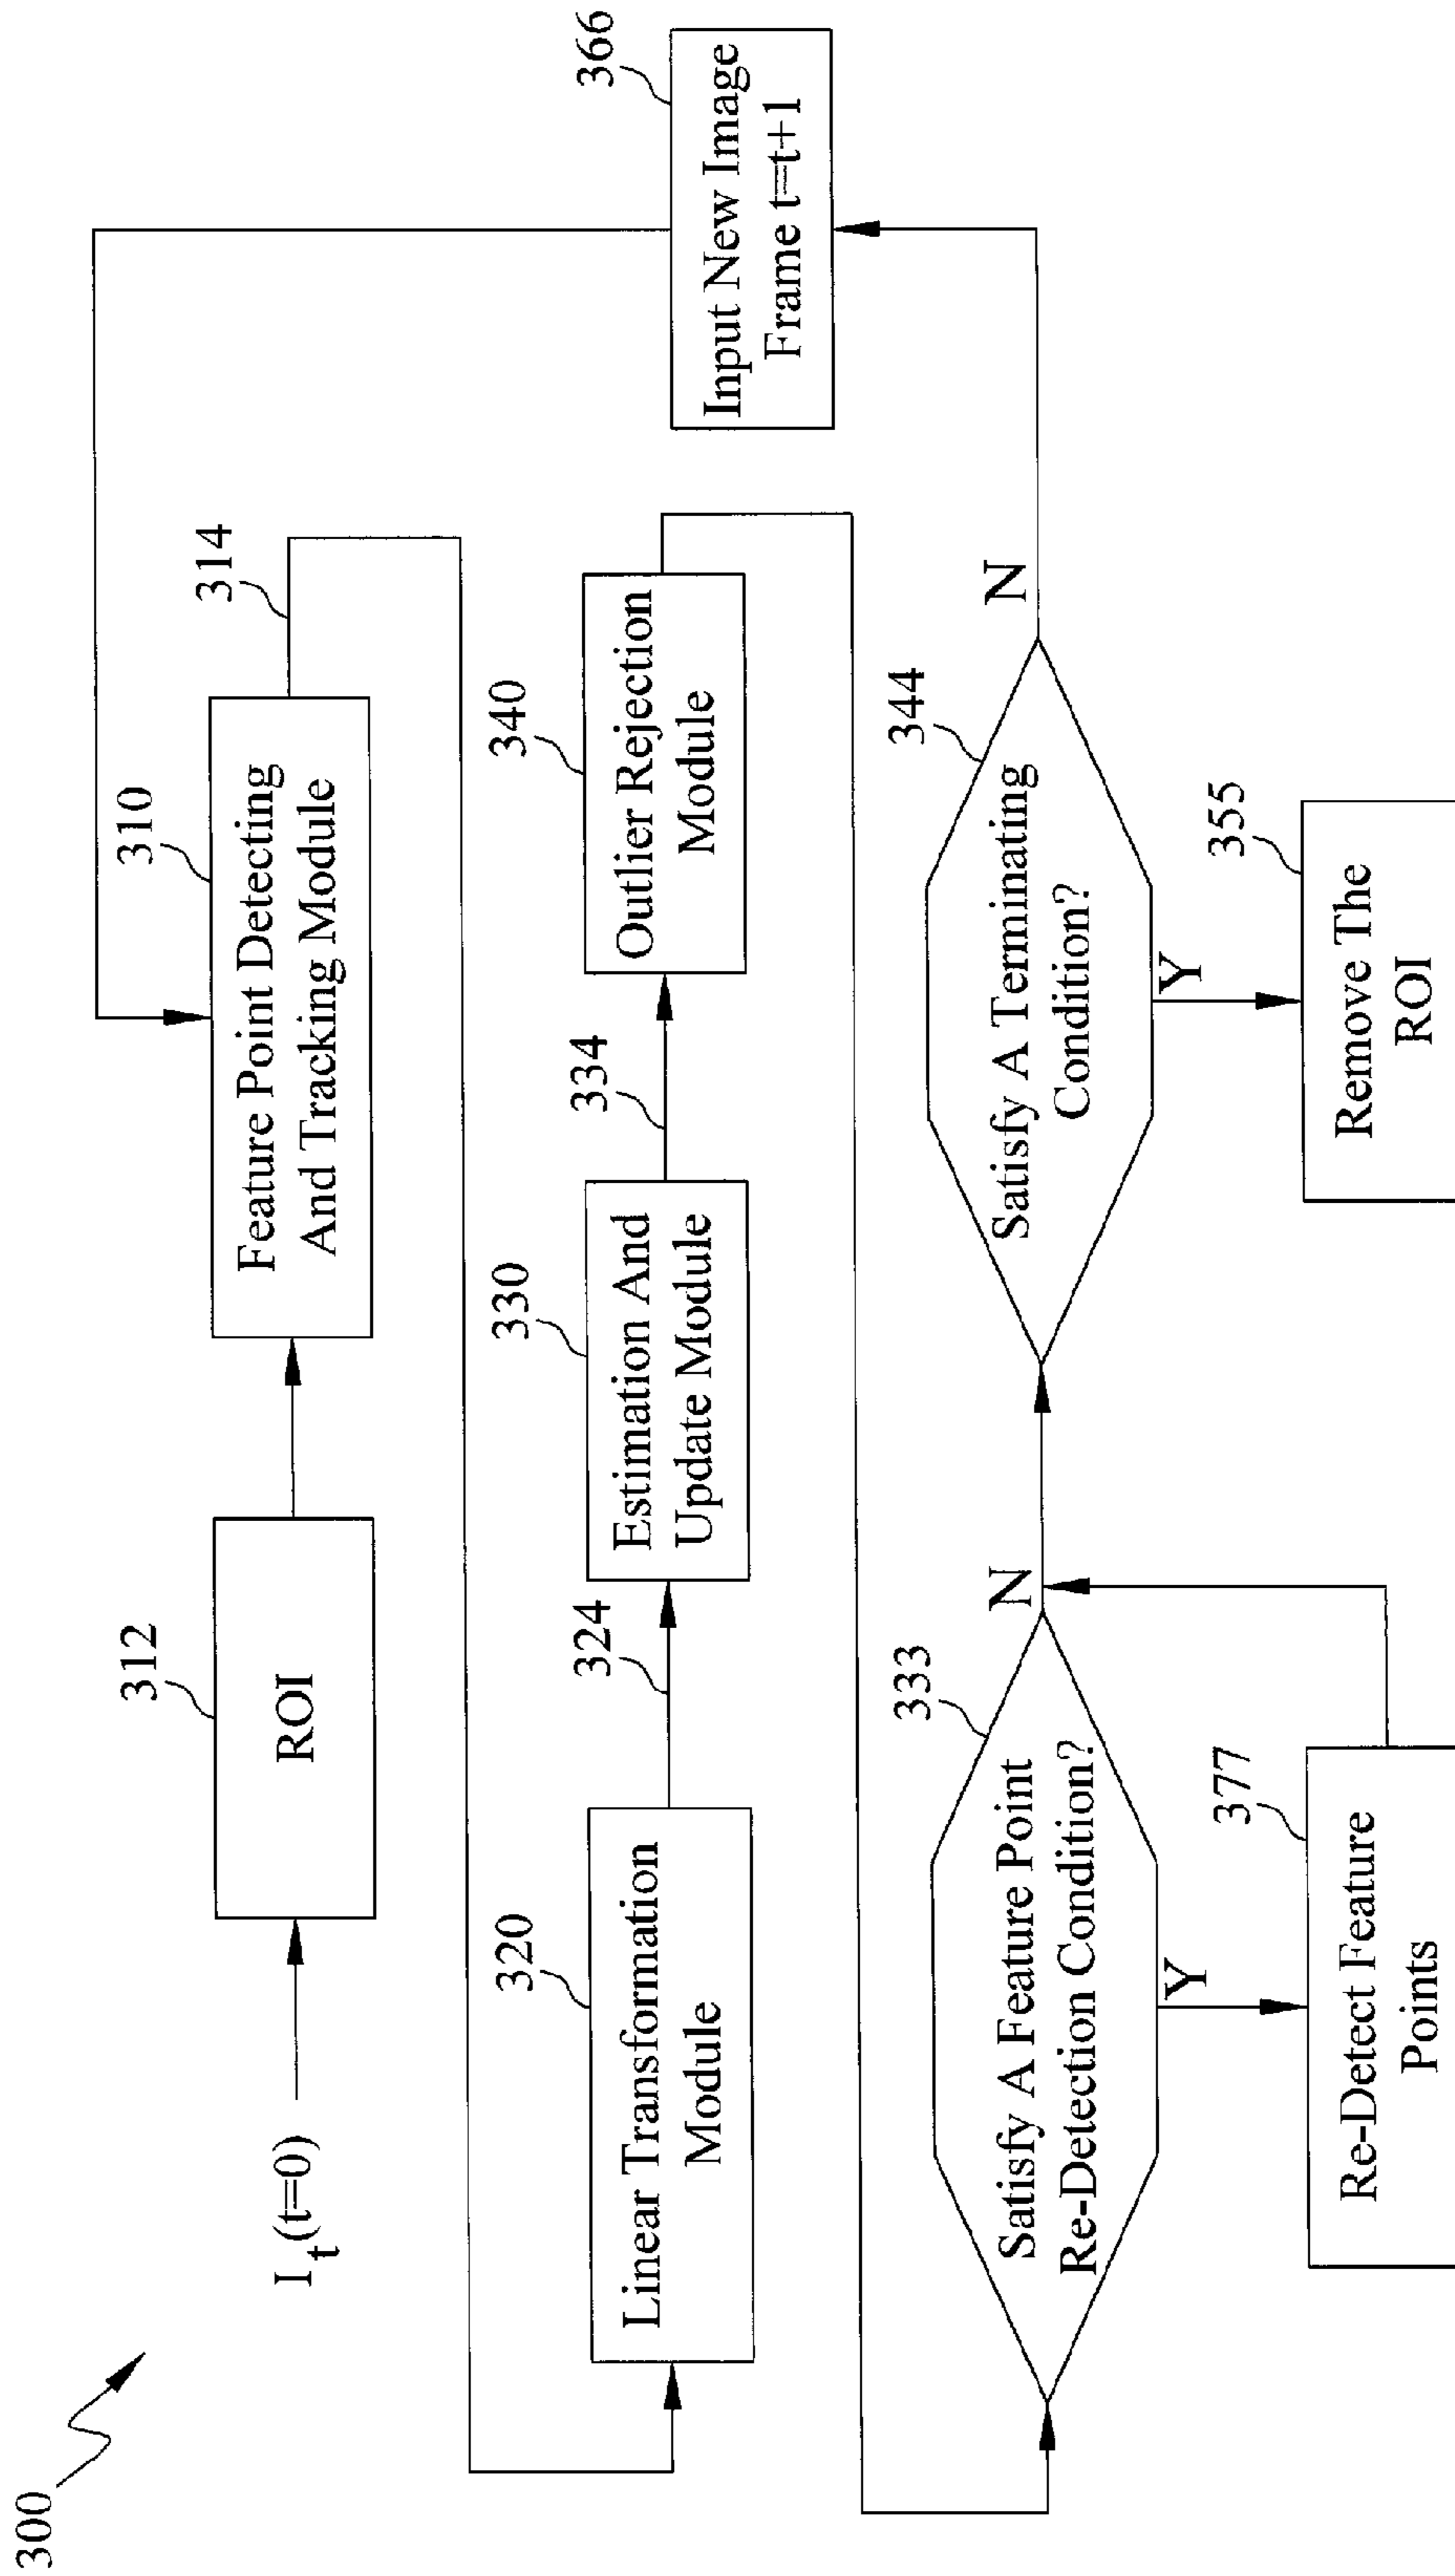 300
I_t(t=0)
312
ROI
310
Feature Point Detecting
And Tracking Module
314
320
Linear Transformation
Module
324
330
Estimation And
Update Module
334
340
Outlier Rejection
Module
366
Input New Image
Frame t=t+1
333
Satisfy A Feature Point
Re-Detection Condition?
N
Y
377
Re-Detect Feature
Points
344
Satisfy A Terminating
Condition?
N
Y
355
Remove The
ROI